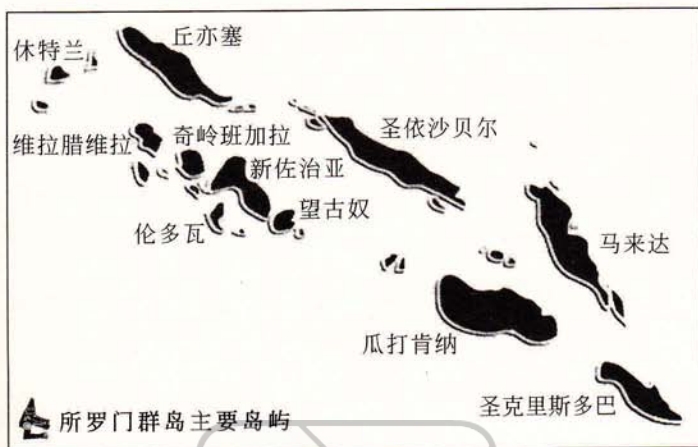 丘亦塞
休特兰
圣依沙贝尔
奇岭班加拉
维拉腊维拉
新佐治亚
望古奴
伦多瓦
马来达
瓜打肯纳
圣克里斯多巴
所罗门群岛主要岛屿